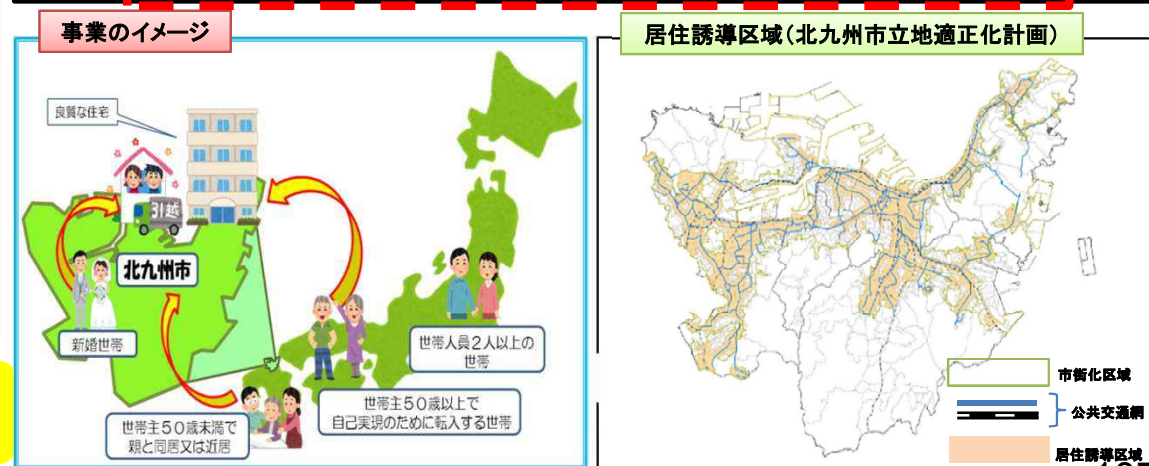 事業のイメージ
良質な住宅
引越
北九州市
新婚世帯
世帯人員2人以上の
世帯
世帯主50歳以上で
自己実現のために転入する世帯
世帯主50歳未満で
親と同居又は近居
居住誘導区域(北九州市立地適正化計画)
市街化区域
公共交通網
居住誘導区域